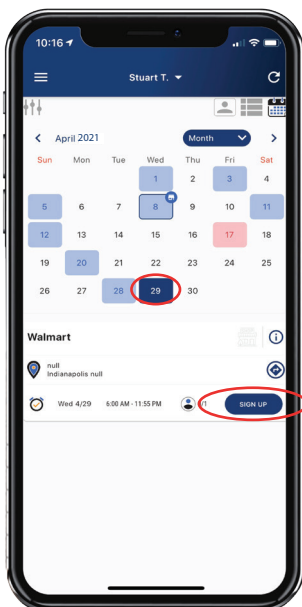 10:16
Stuart T.
April 2021
Month
Sun Mon Tue Wed Thu Fri Sat
1 2 3 4
5 6 7 8 9 10 11
12 13 14 15 16 17 18
19 20 21 22 23 24 25
26 27 28 29 30
Walmart
null
Indianapolis null
Wed 4/29 6:00 AM - 11:55 PM /1 SIGN UP